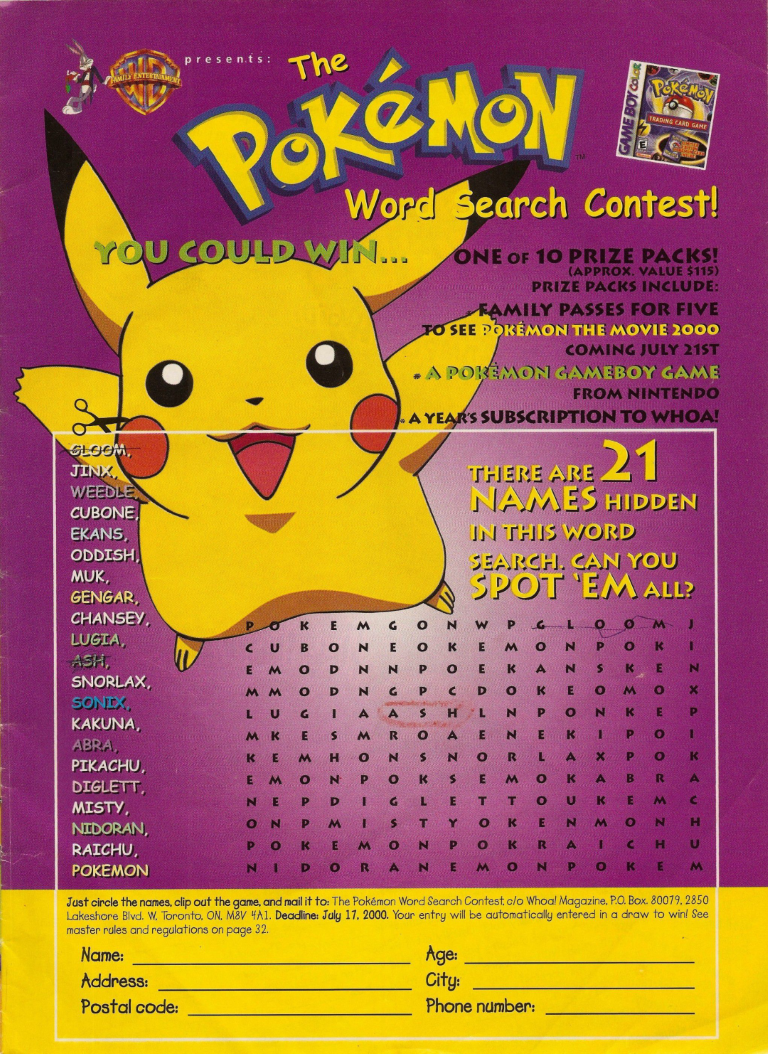 FAMILY ENTERTAINMENT
WB
presents:
The
POKéMON
™
Word Search Contest!
GAME BOY COLOR
POKéMON
TRADING CARD GAME
E
YOU COULD WIN...
ONE OF 10 PRIZE PACKS!
(APPROX. VALUE $115)
PRIZE PACKS INCLUDE:
FAMILY PASSES FOR FIVE
TO SEE POKÉMON THE MOVIE 2000
COMING JULY 21ST
A POKÉMON GAMEBOY GAME
FROM NINTENDO
A YEAR'S SUBSCRIPTION TO WHOA!
GLOOM,
JINX,
WEEDLE,
CUBONE,
EKANS,
ODDISH,
MUK,
GENGAR,
CHANSEY,
LUGIA,
ASH,
SNORLAX,
SONIX,
KAKUNA,
ABRA,
PIKACHU,
DIGLETT,
MISTY,
NIDORAN,
RAICHU,
POKEMON
THERE ARE 21
NAMES HIDDEN
IN THIS WORD
SEARCH. CAN YOU
SPOT 'EM ALL?
P O K E M G O N W P G L O O M J
C U B O N E O K E M O N P O K I
E M O D N N P O E K A N S K E N
M M O D N G P C D O K E O M O X
L U G I A A S H L N P O N K E P
M K E S M R O A E N E K I P O I
K E M H O N S N O R L A X P O K
E M O N P O K S E M O K A B R A
N E P D I G L E T T O U K E M C
O N P M I S T Y O K E N M O N H
P O K E M O N P O K R A I C H U
N I D O R A N E M O N P O K E M
Just circle the names, clip out the game, and mail it to: The Pokémon Word Search Contest c/o Whoa! Magazine, P.O. Box. 80079, 2850
Lakeshore Blvd. W, Toronto, ON, M8V 4A1. Deadline: July 17, 2000. Your entry will be automatically entered in a draw to win! See
master rules and regulations on page 32.
Name:
Age:
Address:
City:
Postal code:
Phone number: